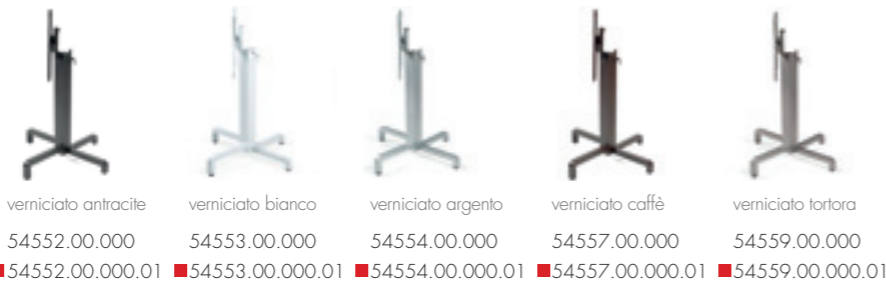 verniciato antracite verniciato bianco verniciato argento verniciato caffè verniciato tortora
54552.00.000 54553.00.000 54554.00.000 54557.00.000 54559.00.000
54552.00.000.01 54553.00.000.01 54554.00.000.01 54557.00.000.01 54559.00.000.01